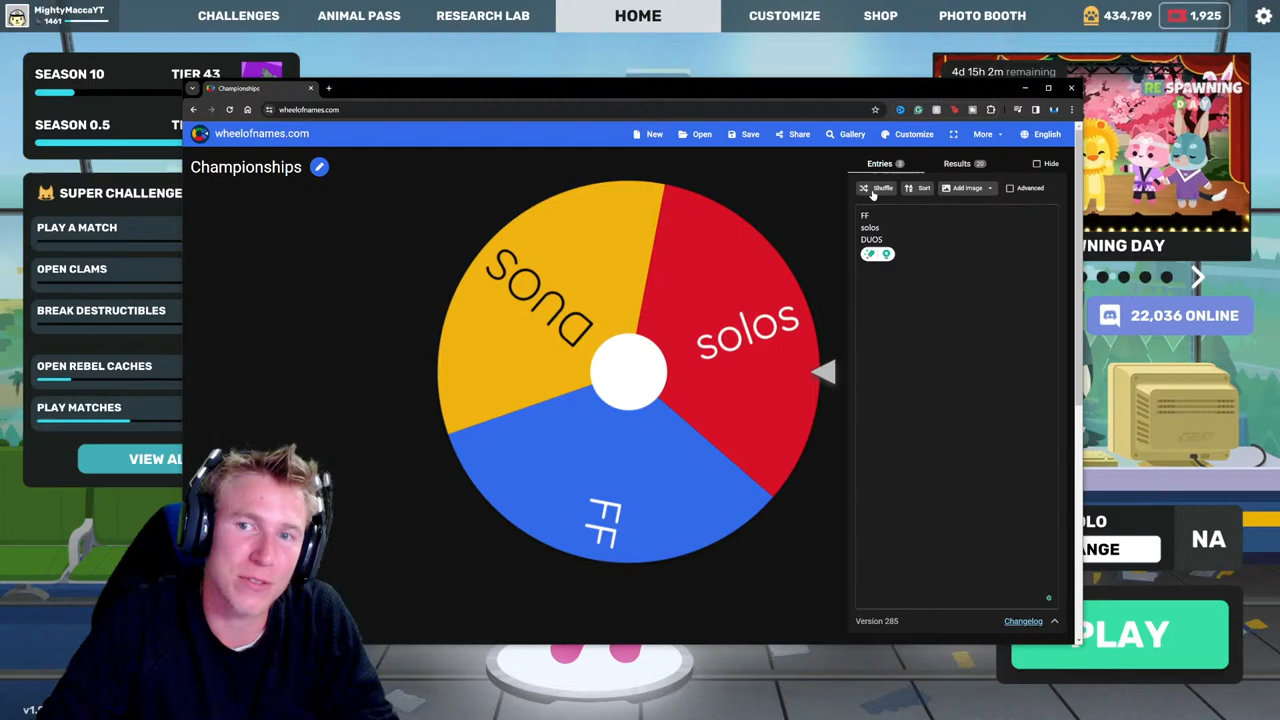 MightyMaccaYT
1461
CHALLENGES
ANIMAL PASS
RESEARCH LAB
HOME
CUSTOMIZE
SHOP
PHOTO BOOTH
434,789
1,925
SEASON 10
TIER 43
SEASON 0.5
SUPER CHALLENGE
PLAY A MATCH
OPEN CLAMS
BREAK DESTRUCTIBLES
OPEN REBEL CACHES
PLAY MATCHES
VIEW AL
4d 15h 2m remaining
RE SPAWNING
DAY
WNING DAY
22,036 ONLINE
OLO
ANGE
NA
PLAY
Championships
wheelofnames.com
wheelofnames.com
New
Open
Save
Share
Gallery
Customize
More
English
Championships
Entries 3
Results 20
Hide
Shuffle
Sort
Add Image
Advanced
FF
solos
DUOS
DUOS
solos
FF
Version 285
Changelog